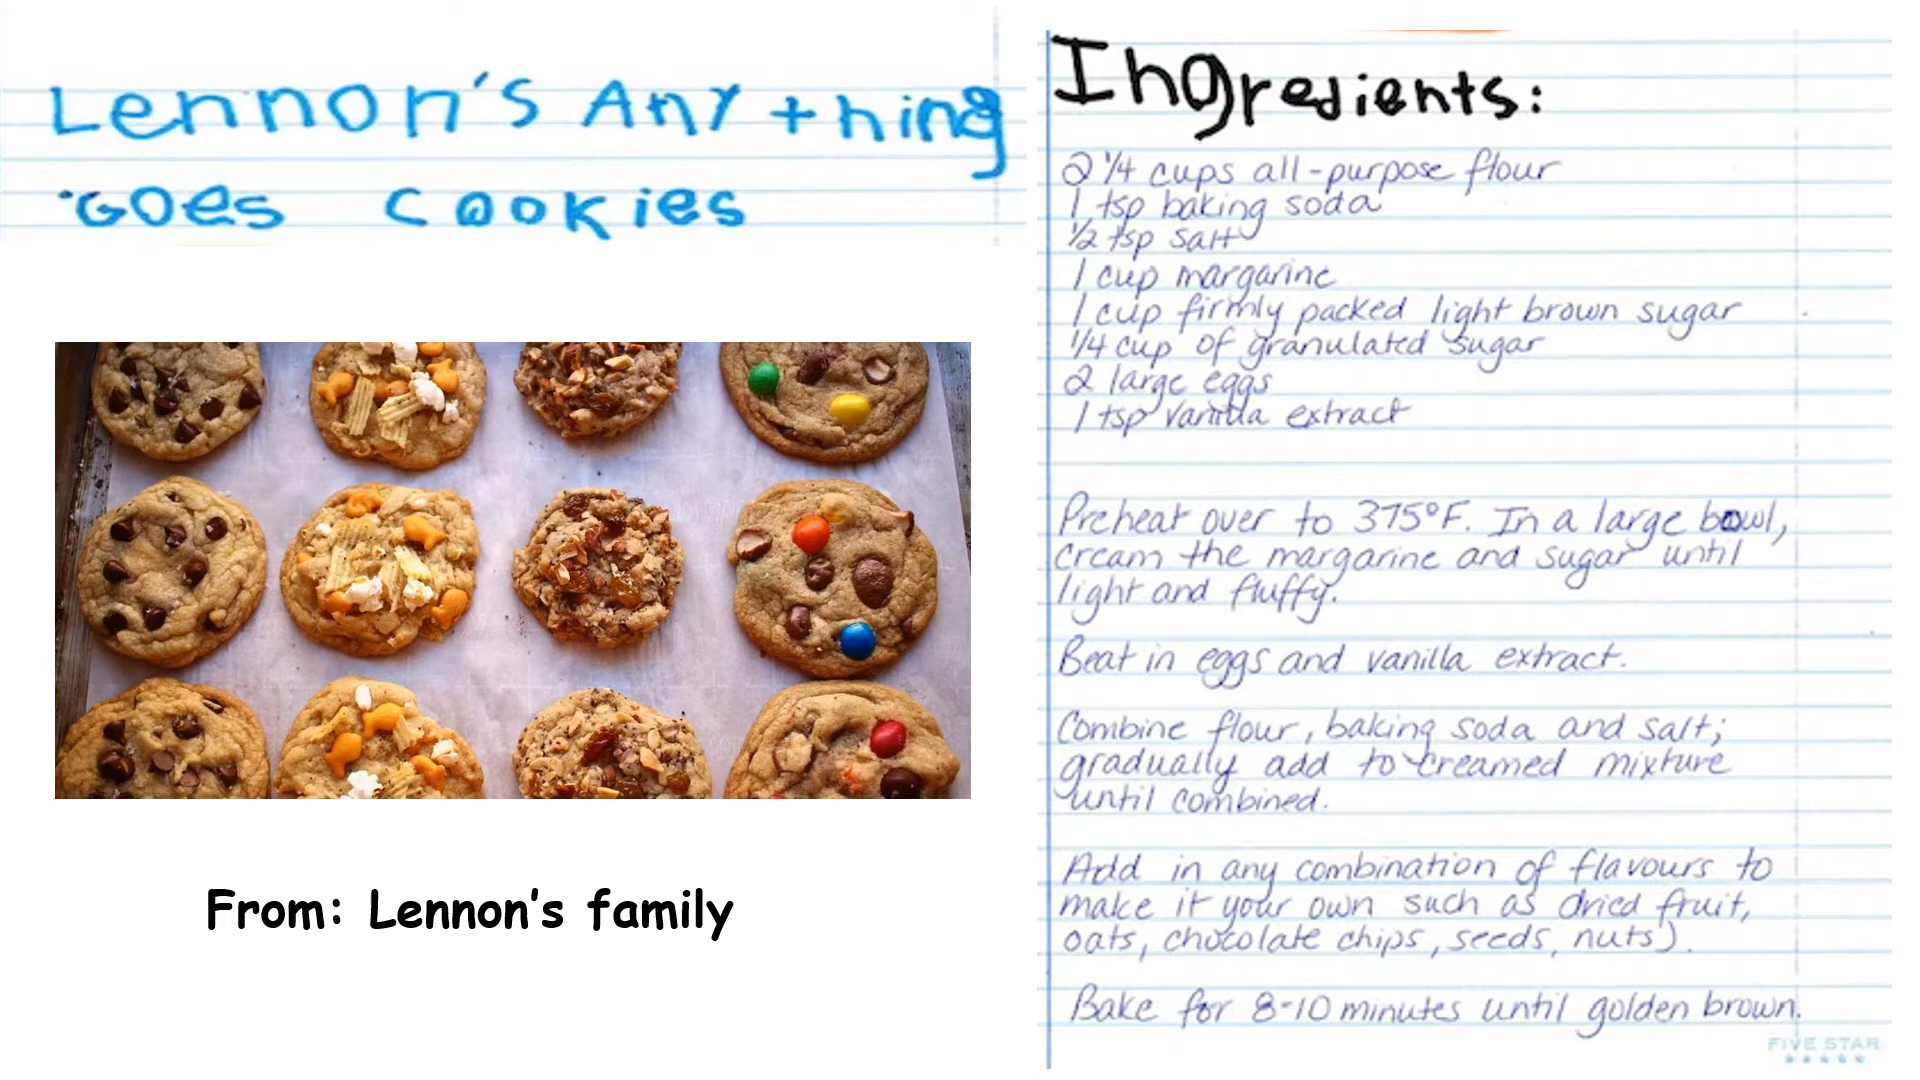 Lennon's Anything
Goes Cookies
From: Lennon's family
Ingredients:
2 1/4 cups all-purpose flour
1 tsp baking soda
1/2 tsp salt
1 cup margarine
1 cup firmly packed light brown sugar
1/4 cup of granulated sugar
2 large eggs
1 tsp vanilla extract
Preheat over to 375°F. In a large bowl,
cream the margarine and sugar until
light and fluffy.
Beat in eggs and vanilla extract.
Combine flour, baking soda and salt;
gradually add to creamed mixture
until combined.
Add in any combination of flavours to
make it your own such as dried fruit,
oats, chocolate chips, seeds, nuts).
Bake for 8-10 minutes until golden brown.
FIVE STAR